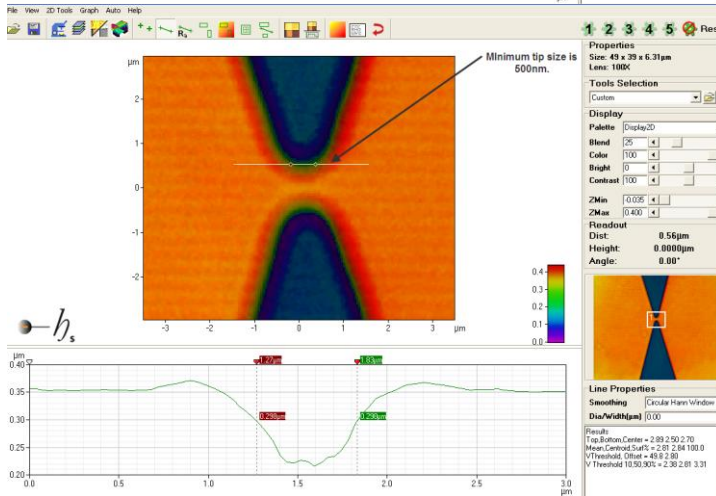 File View 2D Tools Graph Auto Help
1 2 3 4 5 Res
Properties
Size: 49 x 39 x 6.31µm
Lens: 100X
Tools Selection
Custom
Display
Palette Display2D
Blend 25
Color 100
Bright 0
Contrast 100
ZMin -0.035
ZMax 0.400
Readout
Dist: 0.56µm
Height: 0.0000µm
Angle: 0.00°
Line Properties
Smoothing Circular Hann Window
Dia/Width(µm) 0.00
Results
Top,Bottom,Center = 2.89 2.50 2.70
Mean,Centroid,Surf% = 2.81 2.84 100.0
VThreshold, Offset = 49.8 2.80
V Threshold 10,50,90% = 2.38 2.81 3.31
Minimum tip size is
500nm.
µm
2
1
0
-1
-2
-3 -2 -1 0 1 2 3 µm
0.4
0.3
0.2
0.1
0.0
hs
µm
0.40
0.35
0.30
0.25
0.20
1.27µm 1.83µm
0.298µm 0.298µm
0.0 0.5 1.0 1.5 2.0 2.5 3.0
µm